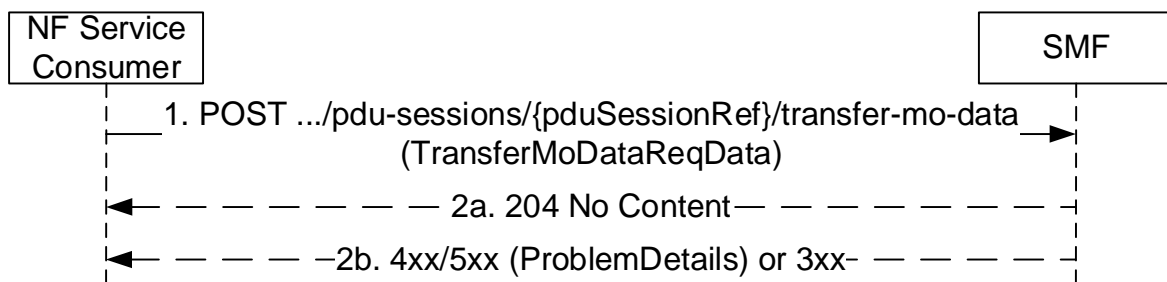 NF Service
Consumer
SMF
1. POST .../pdu-sessions/{pduSessionRef}/transfer-mo-data
(TransferMoDataReqData)
2a. 204 No Content
2b. 4xx/5xx (ProblemDetails) or 3xx